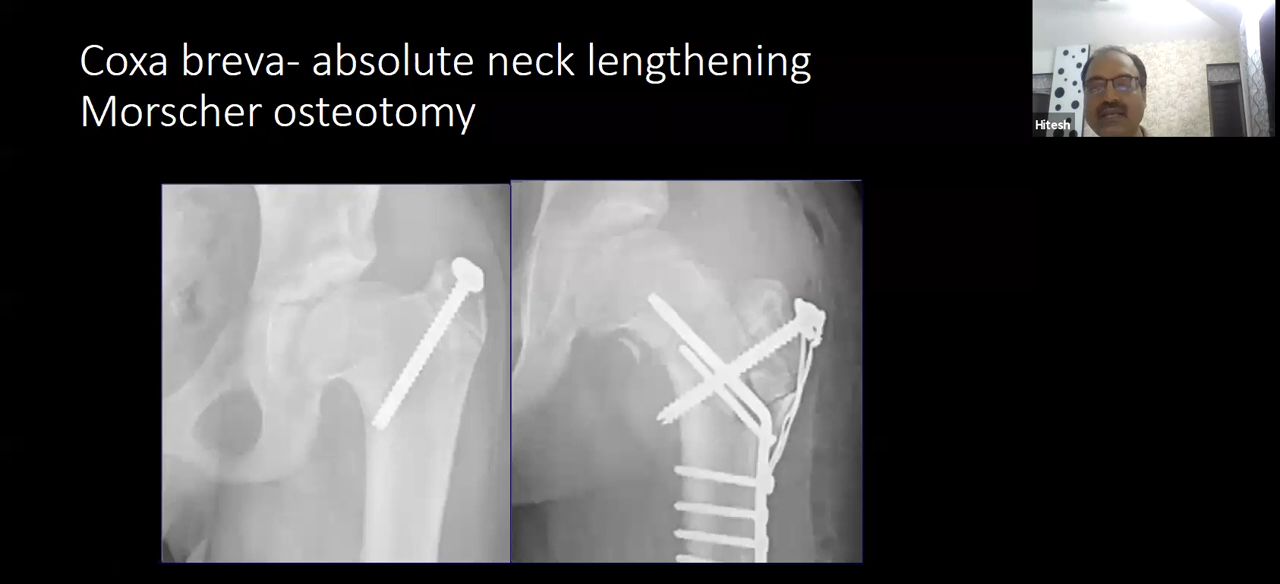 Coxa breva- absolute neck lengthening
Morscher osteotomy
Hitesh